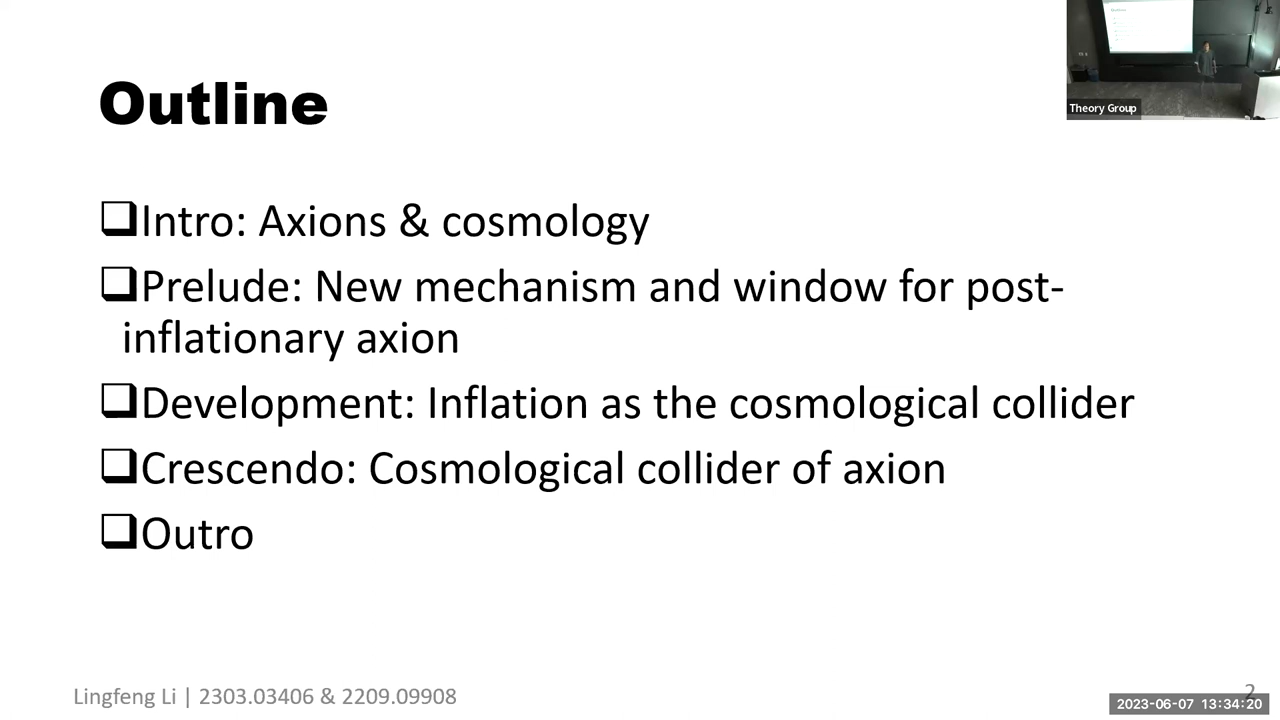 Outline
Theory Group
Intro: Axions & cosmology
Prelude: New mechanism and window for post-
inflationary axion
Development: Inflation as the cosmological collider
Crescendo: Cosmological collider of axion
Outro
Lingfeng Li | 2303.03406 & 2209.09908
2
2023-06-07 13:34:20